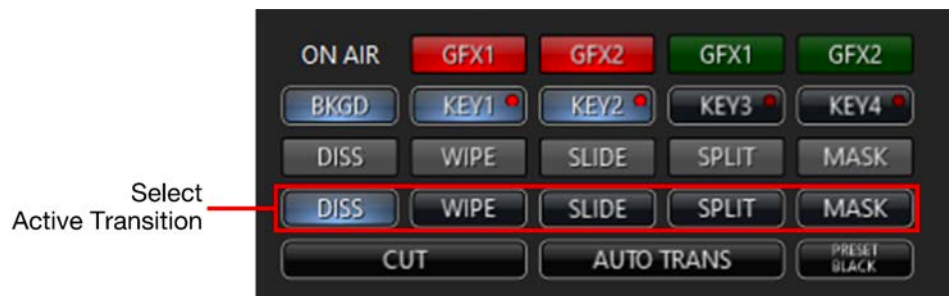 ON AIR GFX1 GFX2 GFX1 GFX2
BKGD KEY1 KEY2 KEY3 KEY4
DISS WIPE SLIDE SPLIT MASK
Select
Active Transition
DISS WIPE SLIDE SPLIT MASK
CUT AUTO TRANS PRESET
BLACK